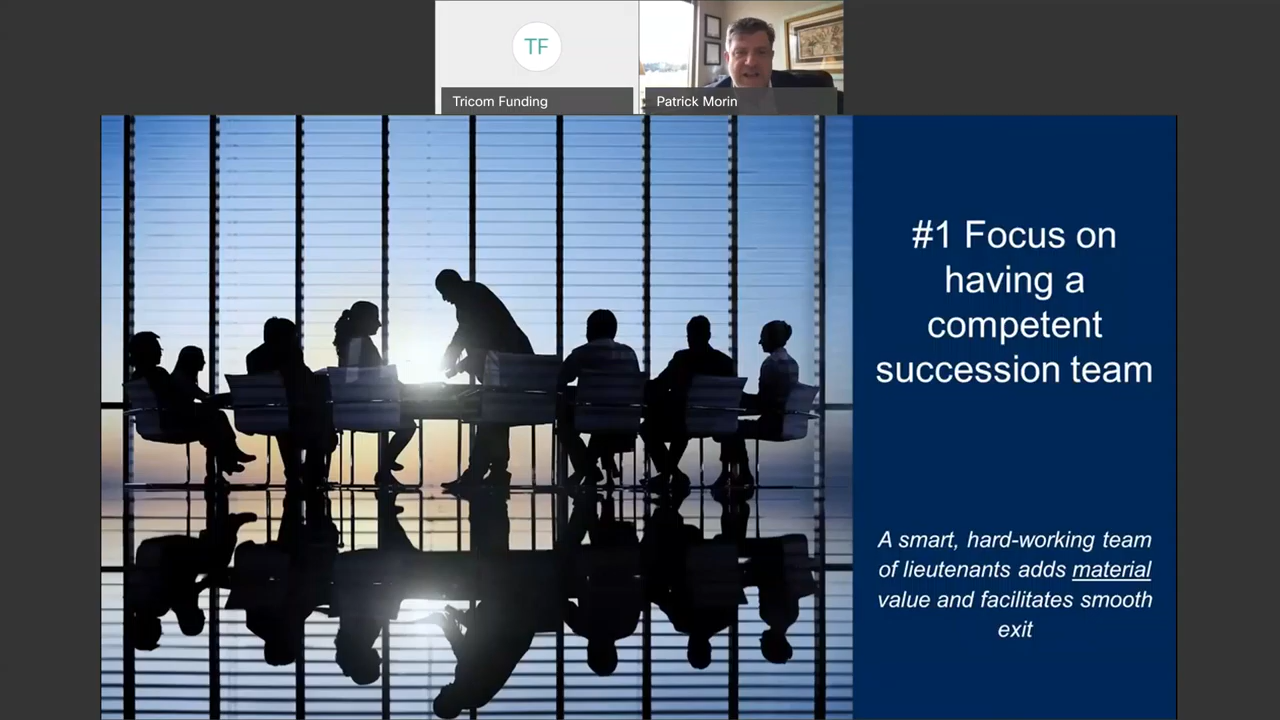 TF
Tricom Funding
Patrick Morin
#1 Focus on
having a
competent
succession team
A smart, hard-working team
of lieutenants adds material
value and facilitates smooth
exit